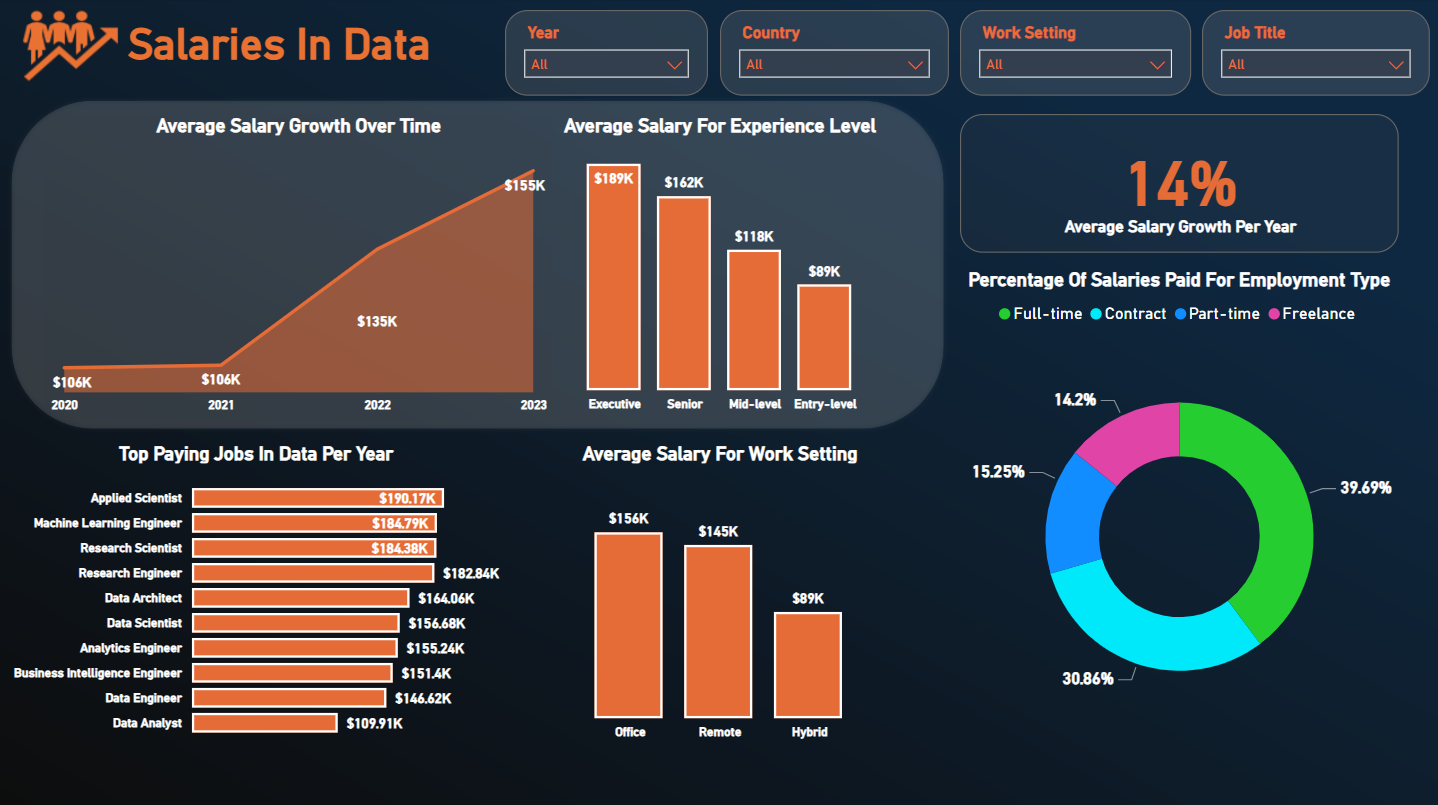 Salaries In Data
Year
All
Country
All
Work Setting
All
Job Title
All
Average Salary Growth Over Time
$106K
$106K
$135K
$155K
2020
2021
2022
2023
Average Salary For Experience Level
$189K
$162K
$118K
$89K
Executive
Senior
Mid-level
Entry-level
14%
Average Salary Growth Per Year
Percentage Of Salaries Paid For Employment Type
Full-time
Contract
Part-time
Freelance
14.2%
15.25%
39.69%
30.86%
Top Paying Jobs In Data Per Year
Applied Scientist $190.17K
Machine Learning Engineer $184.79K
Research Scientist $184.38K
Research Engineer $182.84K
Data Architect $164.06K
Data Scientist $156.68K
Analytics Engineer $155.24K
Business Intelligence Engineer $151.4K
Data Engineer $146.62K
Data Analyst $109.91K
Average Salary For Work Setting
$156K
$145K
$89K
Office
Remote
Hybrid